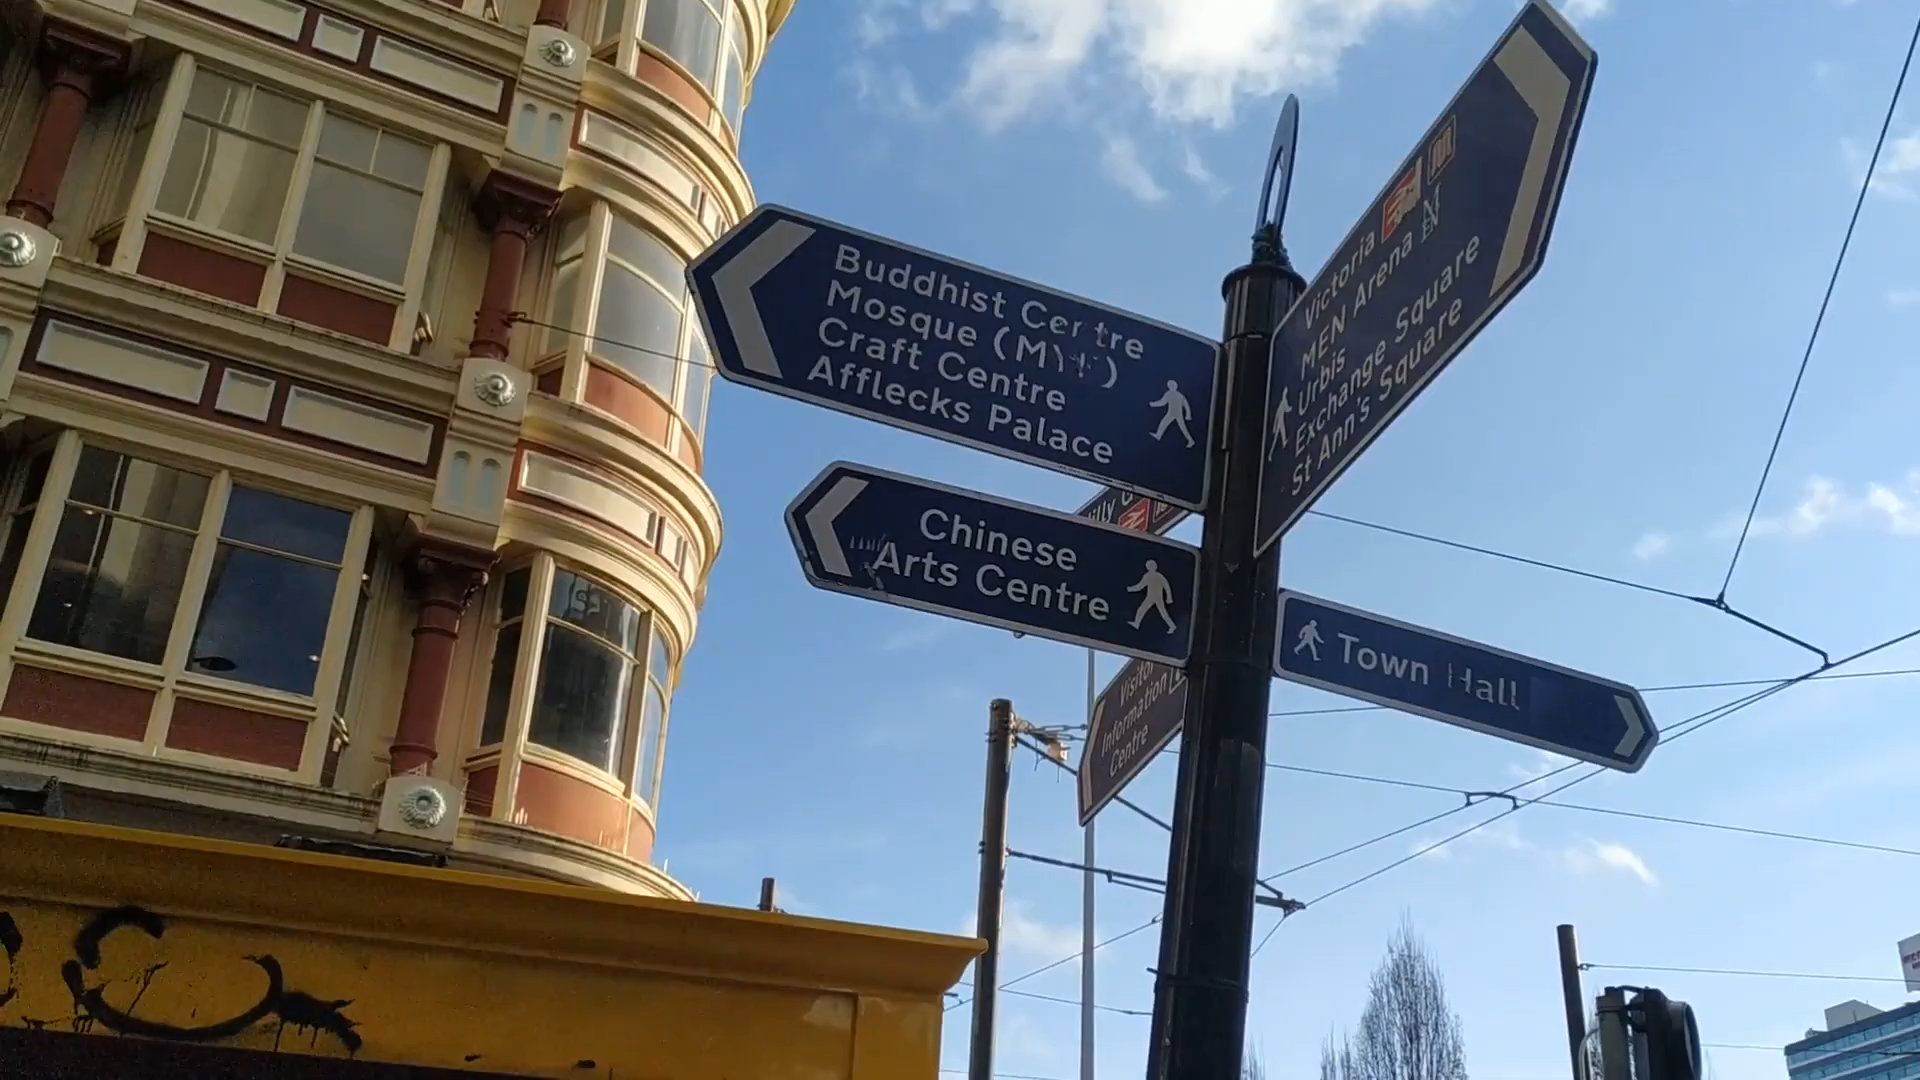 Buddhist Centre
Mosque
Craft Centre
Afflecks Palace
Chinese
Arts Centre
Victoria
MEN Arena
Urbis
Exchange Square
St Ann's Square
Town Hall
Visitor
Information
Centre